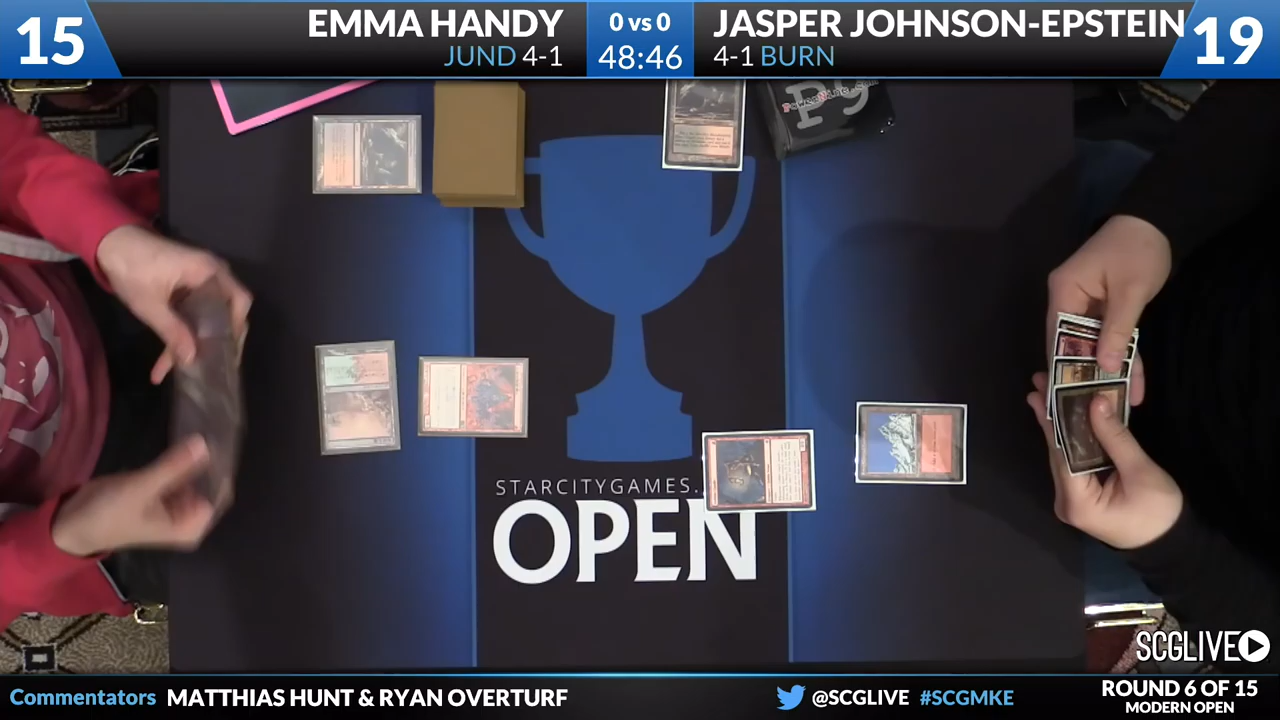 15
EMMA HANDY
JUND 4-1
0 vs 0
48:46
JASPER JOHNSON-EPSTEIN
4-1 BURN
19
P9
STARCITYGAMES.
OPEN
SCGLIVE
Commentators MATTHIAS HUNT & RYAN OVERTURF
@SCGLIVE #SCGMKE
ROUND 6 OF 15
MODERN OPEN